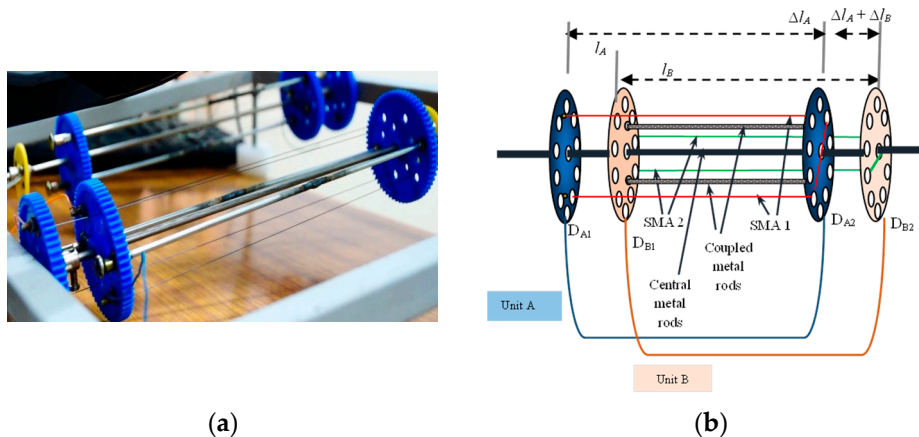 Δl_A
Δl_A + Δl_B
l_A
l_B
D_A1
D_B1
SMA 2
SMA 1
D_A2
D_B2
Coupled
metal
rods
Central
metal
rods
Unit A
Unit B
(a)
(b)